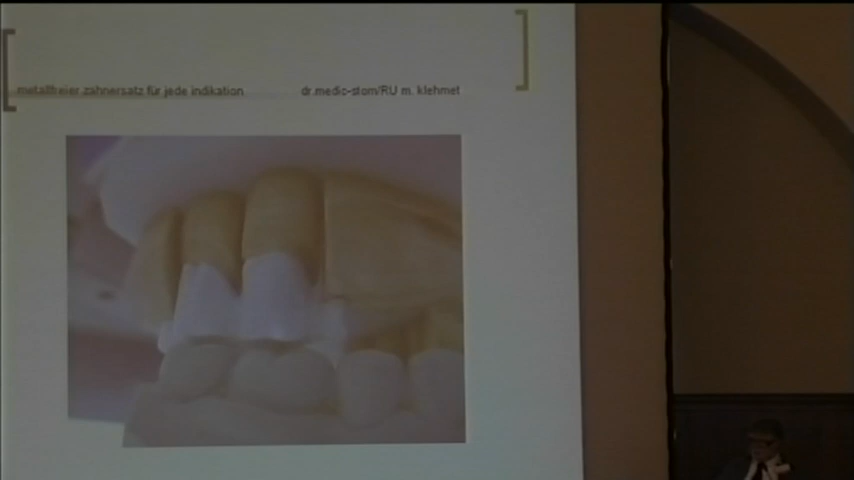 metallfreier zahnersatz für jede indikation
dr.medic-stom/RU m. klehmet